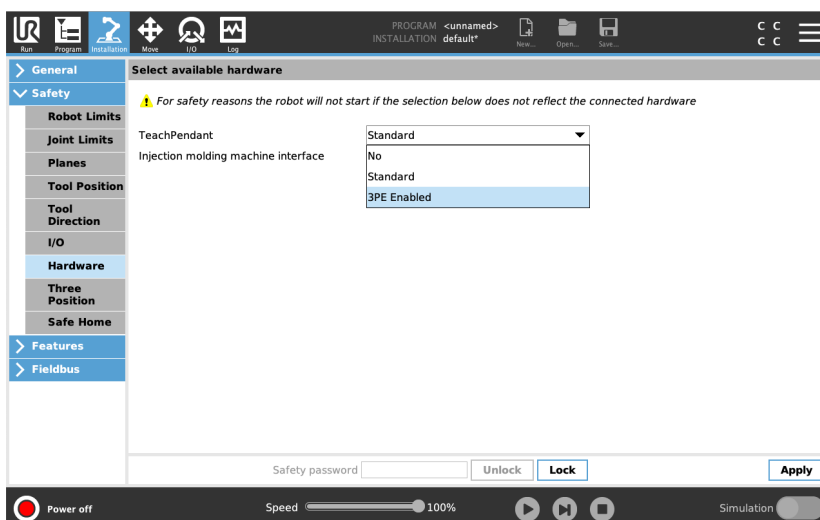 UR
PROGRAM <unnamed>
INSTALLATION default*
Run Program Installation Move I/O Log New... Open... Save...
C C
C C
General
Safety
Robot Limits
Joint Limits
Planes
Tool Position
Tool
Direction
I/O
Hardware
Three
Position
Safe Home
Features
Fieldbus
Select available hardware
For safety reasons the robot will not start if the selection below does not reflect the connected hardware
TeachPendant Standard
Injection molding machine interface No
Standard
3PE Enabled
Safety password Unlock Lock Apply
Power off Speed 100% Simulation